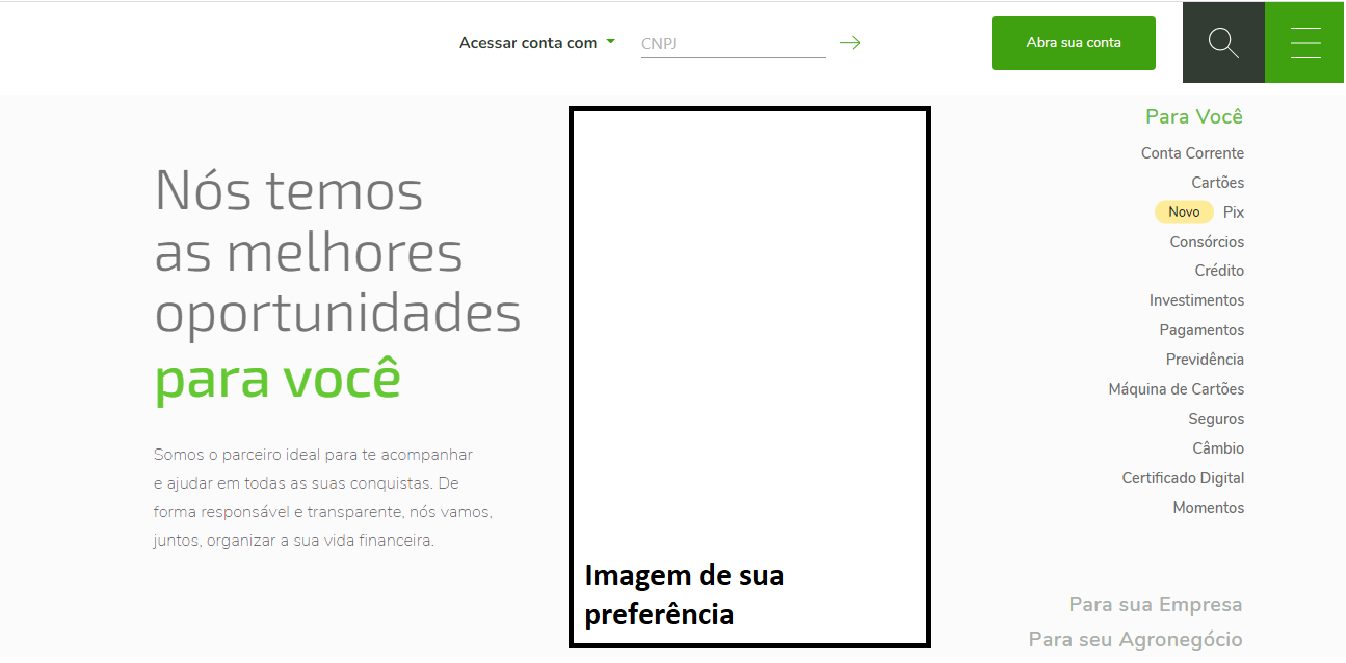 Acessar conta com
CNPJ
Abra sua conta
Nós temos
as melhores
oportunidades
para você
Somos o parceiro ideal para te acompanhar
e ajudar em todas as suas conquistas. De
forma responsável e transparente, nós vamos,
juntos, organizar a sua vida financeira.
Imagem de sua
preferência
Para Você
Conta Corrente
Cartões
Novo Pix
Consórcios
Crédito
Investimentos
Pagamentos
Previdência
Máquina de Cartões
Seguros
Câmbio
Certificado Digital
Momentos
Para sua Empresa
Para seu Agronegócio